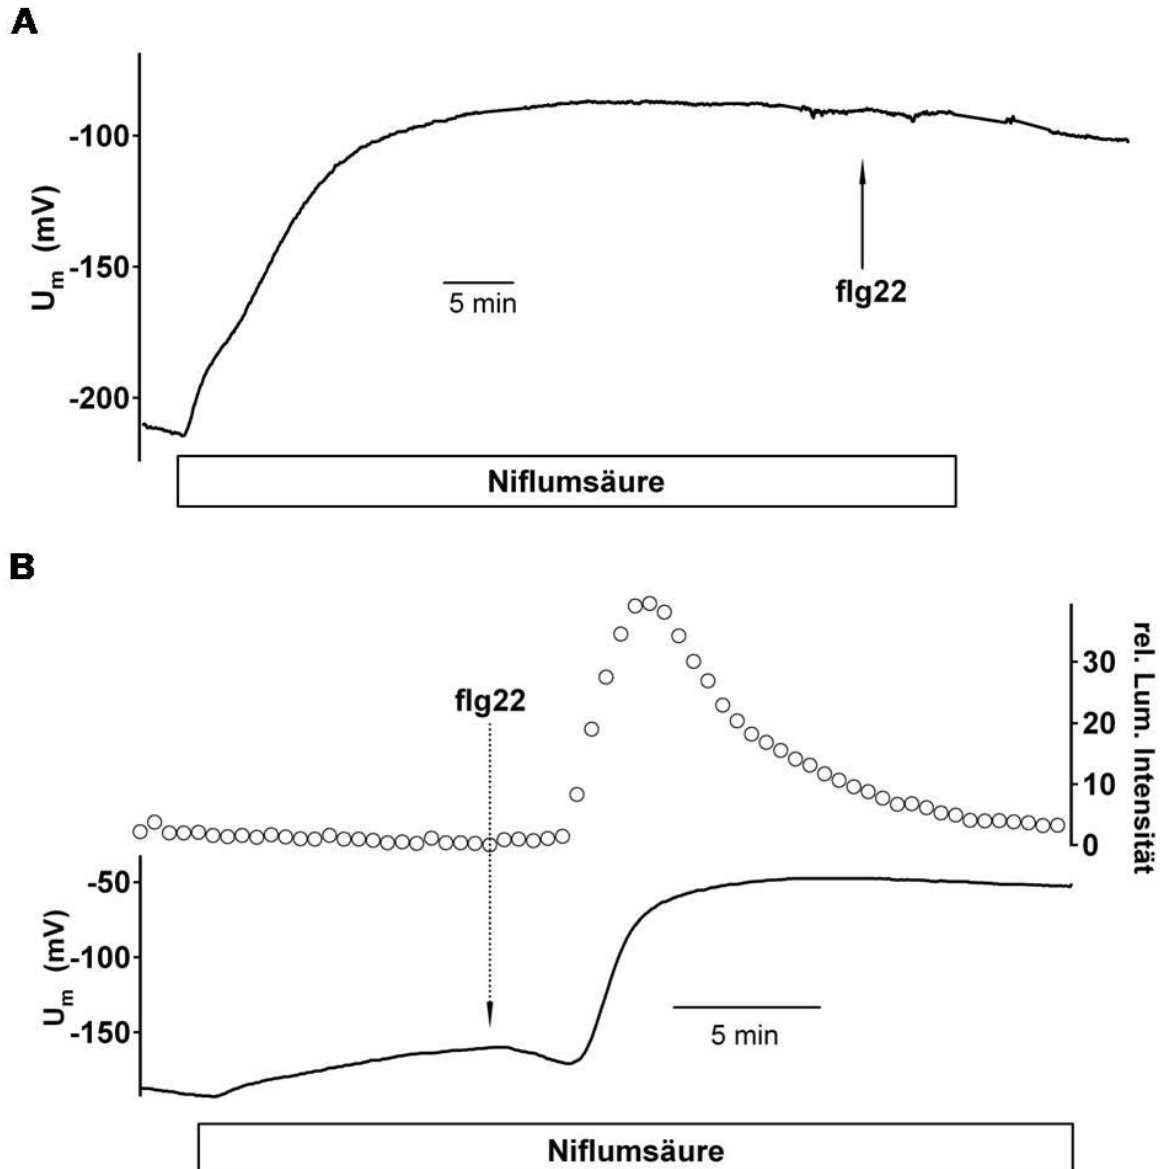 A
-100
-150
-200
Um (mV)
5 min
flg22
Niflumsäure
B
flg22
30
20
10
0
rel. Lum. Intensität
-50
-100
-150
Um (mV)
5 min
Niflumsäure